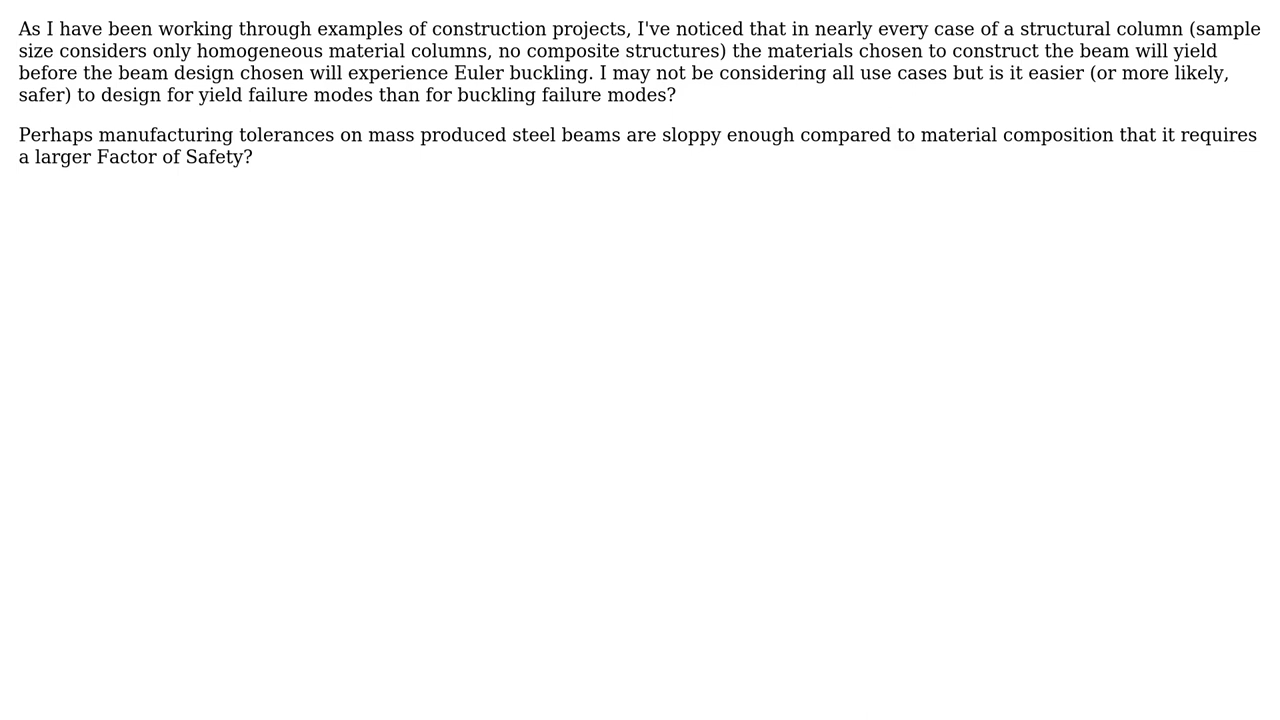 As I have been working through examples of construction projects, I've noticed that in nearly every case of a structural column (sample
size considers only homogeneous material columns, no composite structures) the materials chosen to construct the beam will yield
before the beam design chosen will experience Euler buckling. I may not be considering all use cases but is it easier (or more likely,
safer) to design for yield failure modes than for buckling failure modes?
Perhaps manufacturing tolerances on mass produced steel beams are sloppy enough compared to material composition that it requires
a larger Factor of Safety?